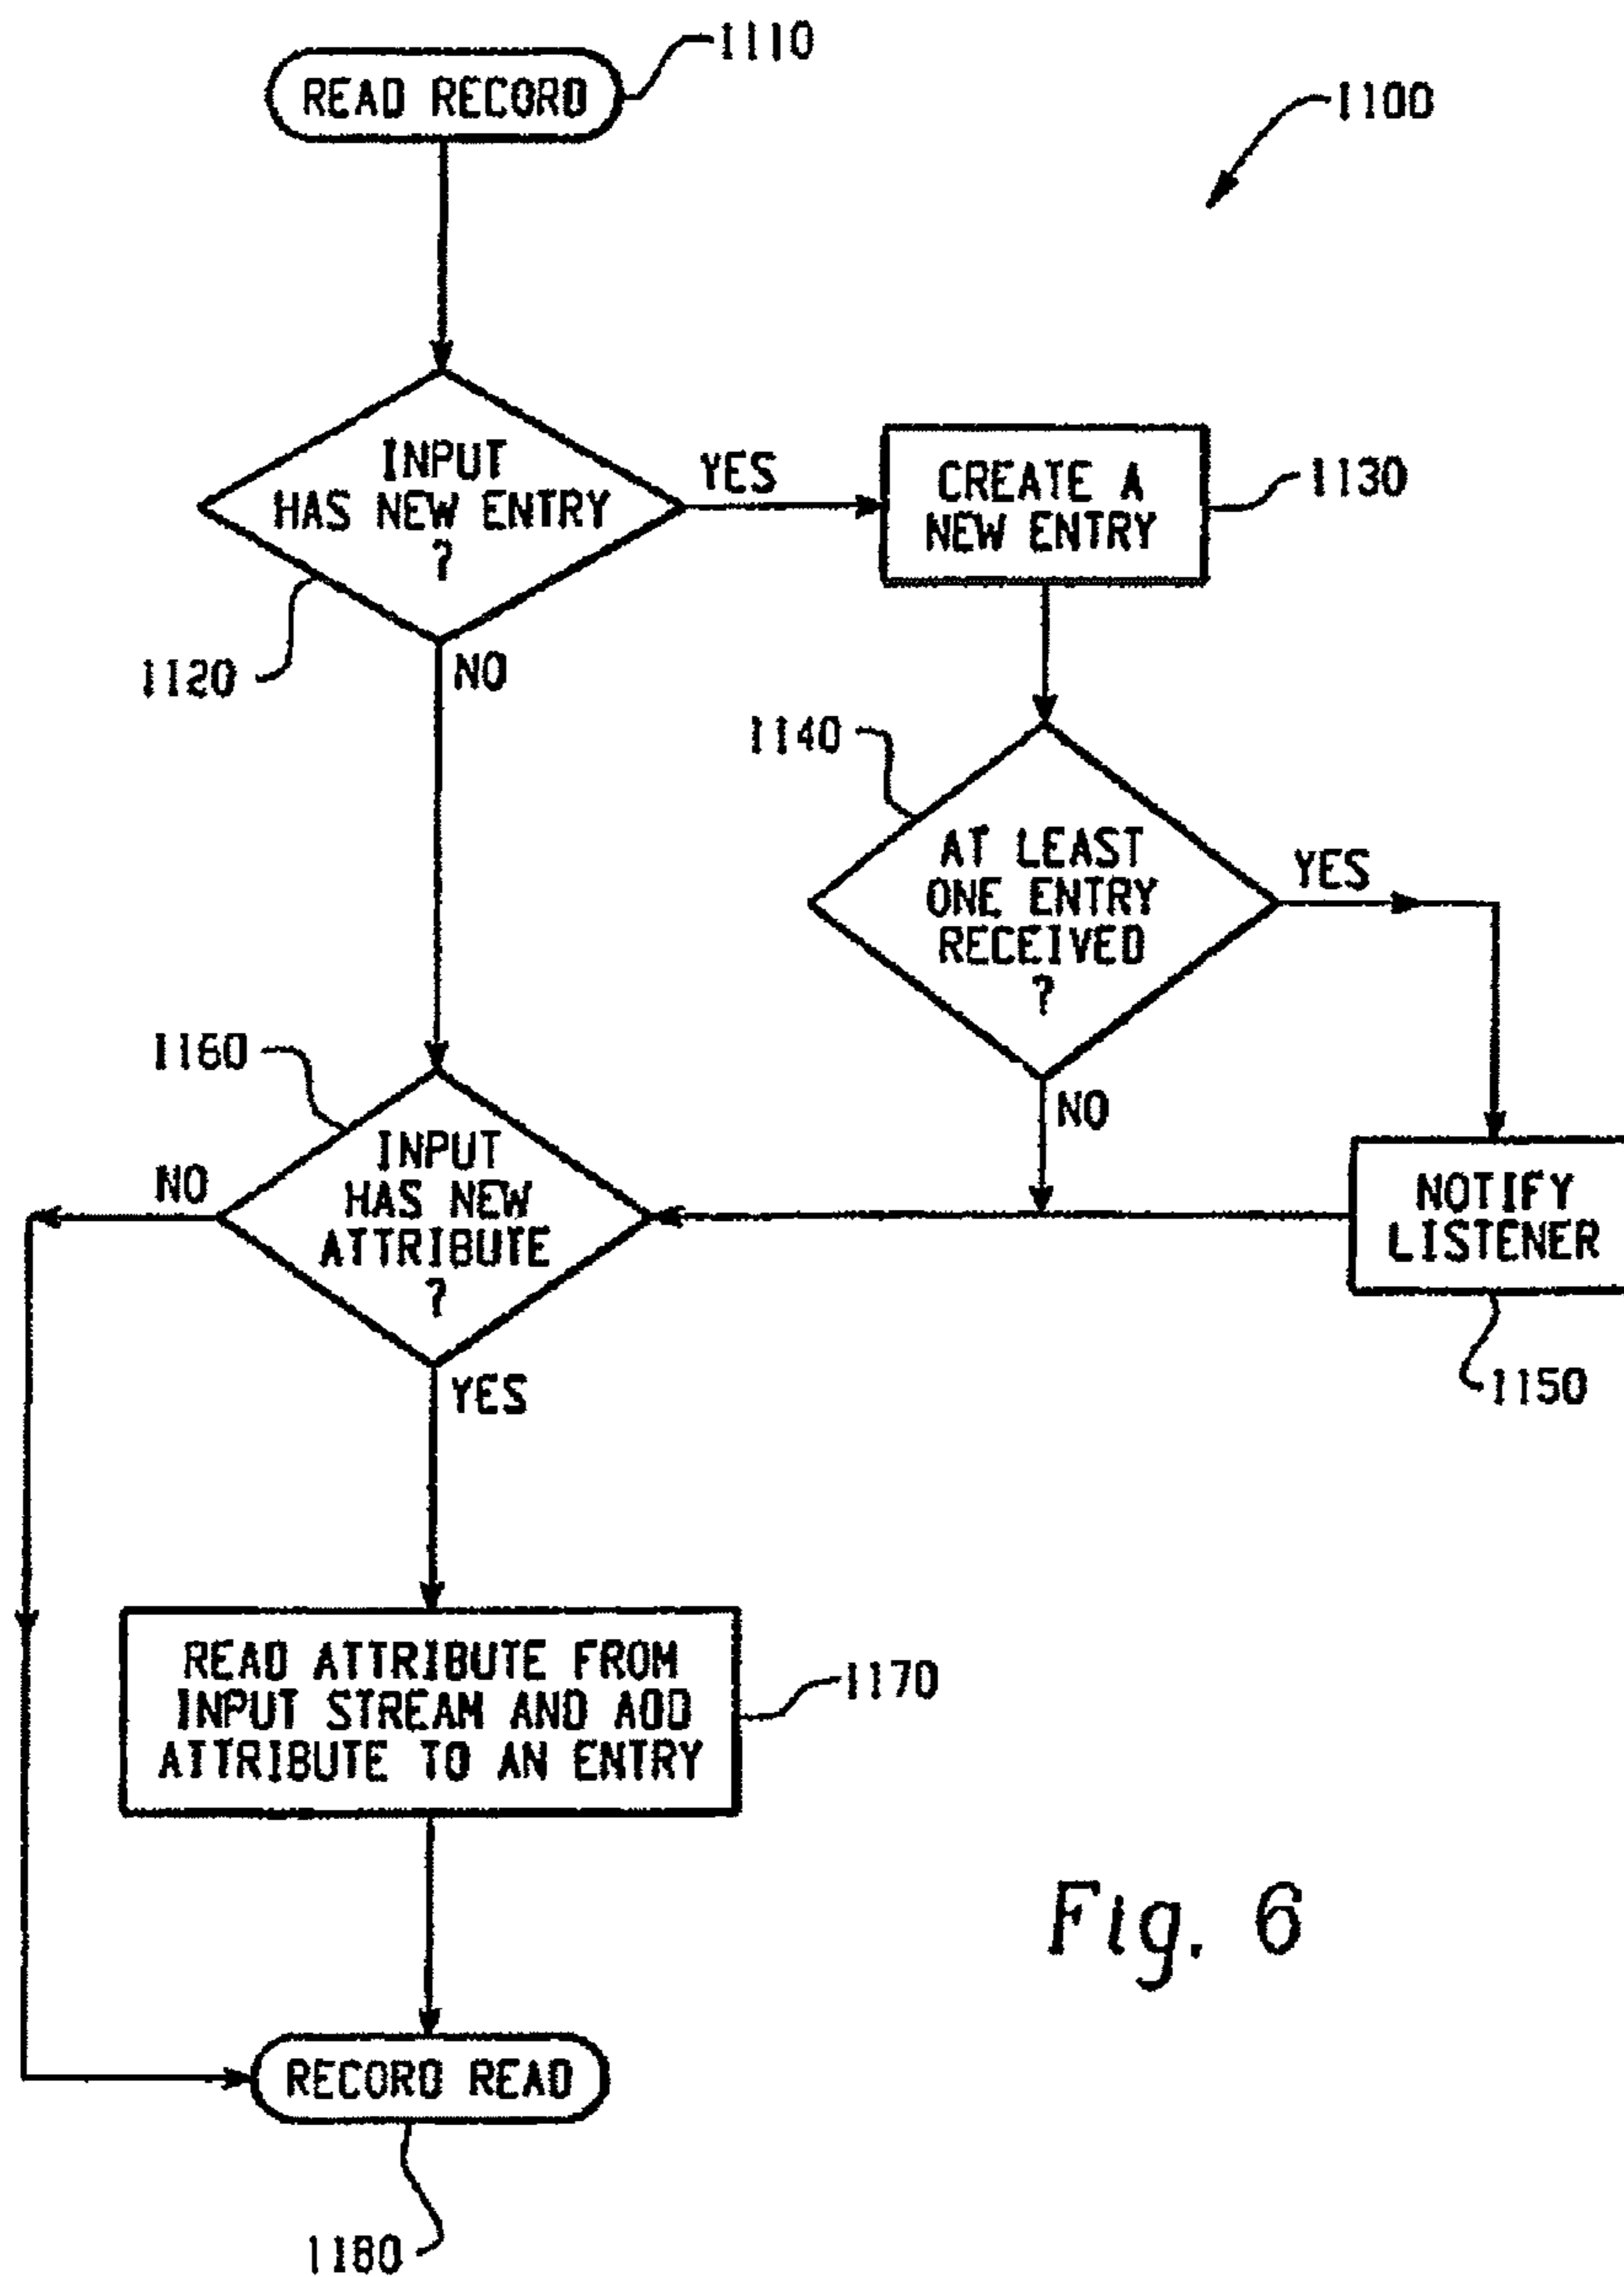 READ RECORD
1110
1100
INPUT
HAS NEW ENTRY
?
YES
CREATE A
NEW ENTRY
1130
1120
NO
1140
AT LEAST
ONE ENTRY
RECEIVED
?
YES
1160
NO
INPUT
HAS NEW
ATTRIBUTE
?
NO
NOTIFY
LISTENER
YES
1150
READ ATTRIBUTE FROM
INPUT STREAM AND ADD
ATTRIBUTE TO AN ENTRY
1170
Fig. 6
RECORD READ
1180